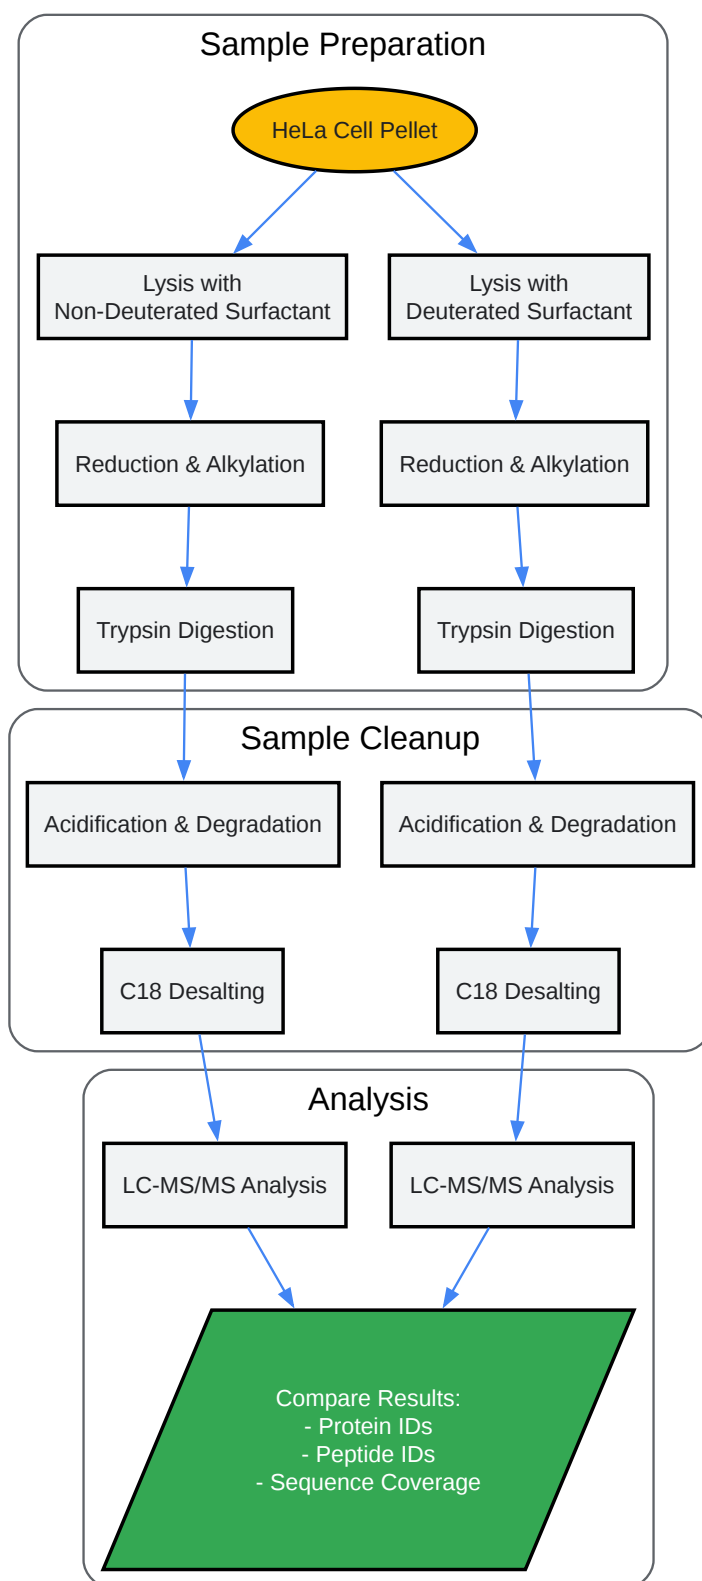 Sample Preparation
HeLa Cell Pellet
Lysis with
Non-Deuterated Surfactant
Lysis with
Deuterated Surfactant
Reduction & Alkylation
Reduction & Alkylation
Trypsin Digestion
Trypsin Digestion
Sample Cleanup
Acidification & Degradation
Acidification & Degradation
C18 Desalting
C18 Desalting
Analysis
LC-MS/MS Analysis
LC-MS/MS Analysis
Compare Results:
- Protein IDs
- Peptide IDs
- Sequence Coverage